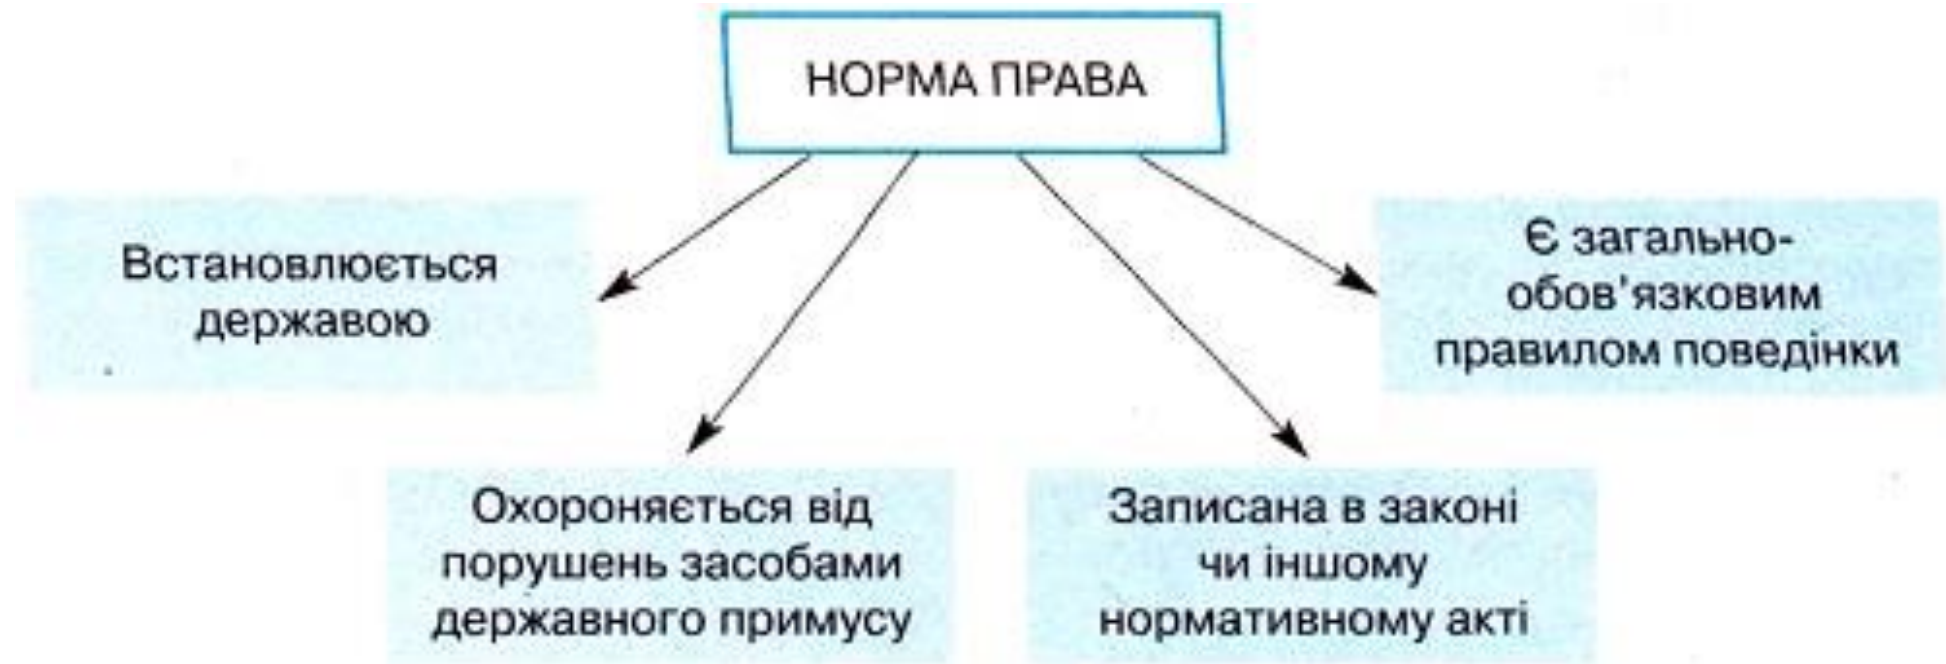 НОРМА ПРАВА
Встановлюється
державою
Є загально-
обов’язковим
правилом поведінки
Охороняється від
порушень засобами
державного примусу
Записана в законі
чи іншому
нормативному акті